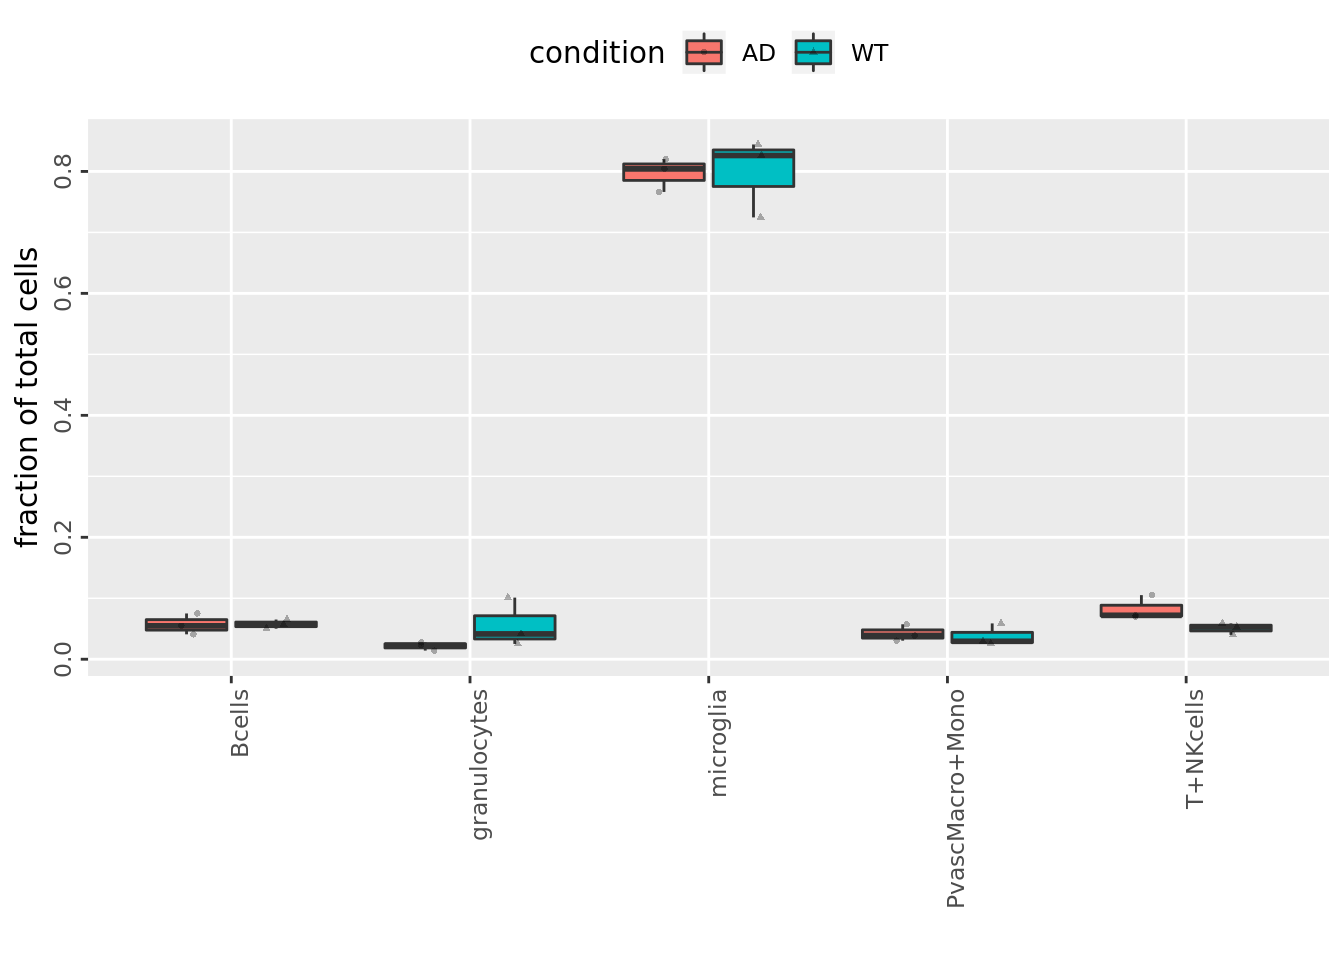 condition AD WT
fraction of total cells
0.8
0.6
0.4
0.2
0.0
Bcells
granulocytes
microglia
PvascMacro+Mono
T+NKcells